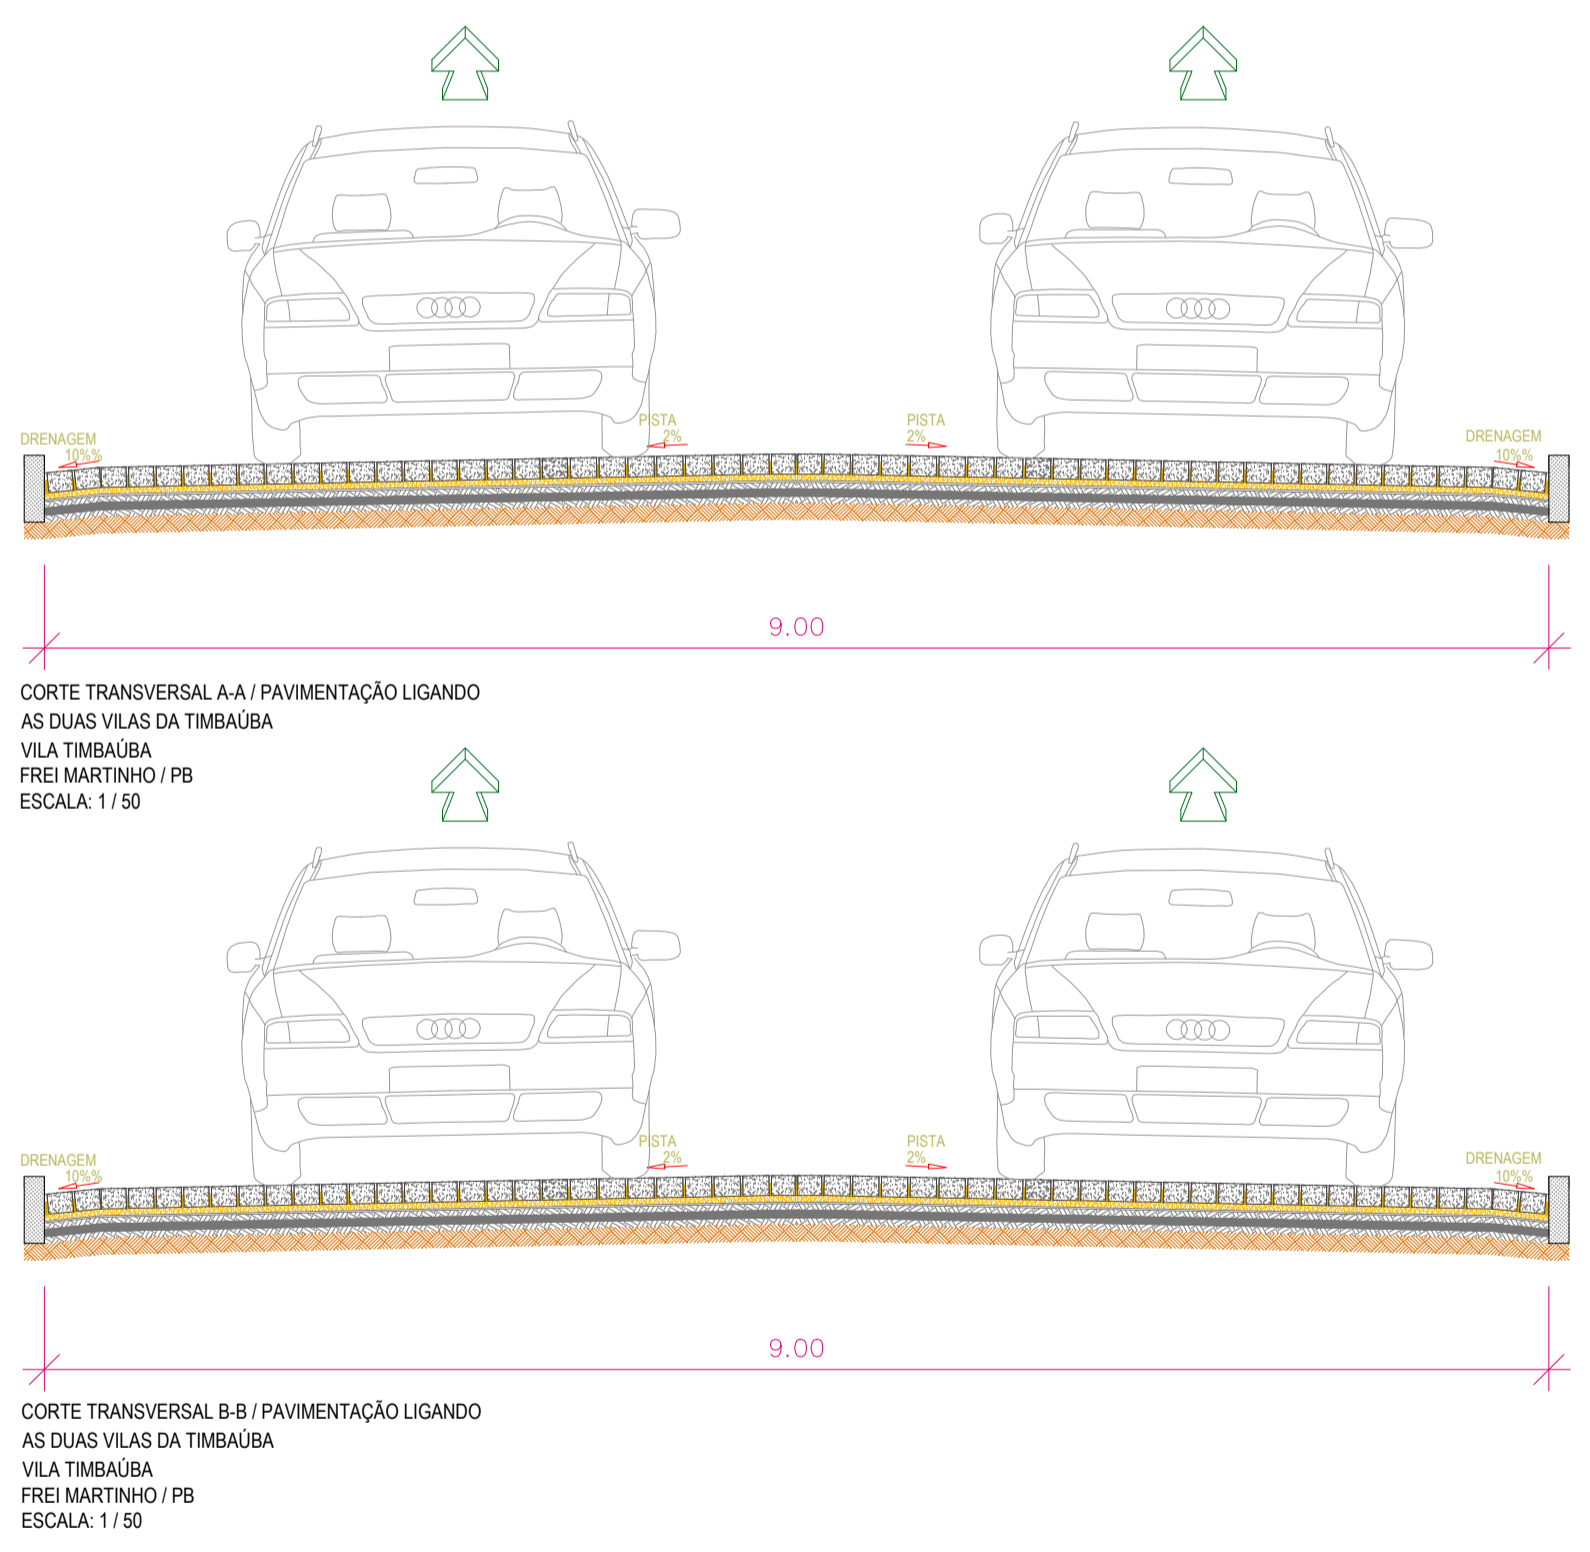 PISTA
2%
PISTA
2%
DRENAGEM
10%%
DRENAGEM
10%%
9.00
CORTE TRANSVERSAL A-A / PAVIMENTAÇÃO LIGANDO
AS DUAS VILAS DA TIMBAÚBA
VILA TIMBAÚBA
FREI MARTINHO / PB
ESCALA: 1 / 50
PISTA
2%
PISTA
2%
DRENAGEM
10%%
DRENAGEM
10%%
9.00
CORTE TRANSVERSAL B-B / PAVIMENTAÇÃO LIGANDO
AS DUAS VILAS DA TIMBAÚBA
VILA TIMBAÚBA
FREI MARTINHO / PB
ESCALA: 1 / 50